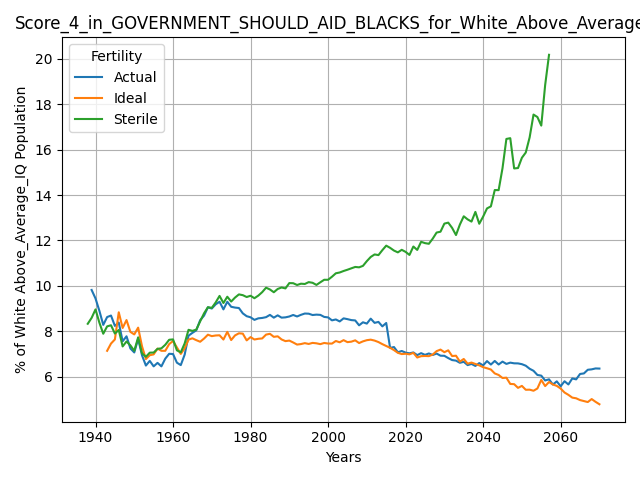 Score_4_in_GOVERNMENT_SHOULD_AID_BLACKS_for_White_Above_Average
Fertility
Actual
Ideal
Sterile
% of White Above_Average_IQ Population
20
18
16
14
12
10
8
6
1940 1960 1980 2000 2020 2040 2060
Years